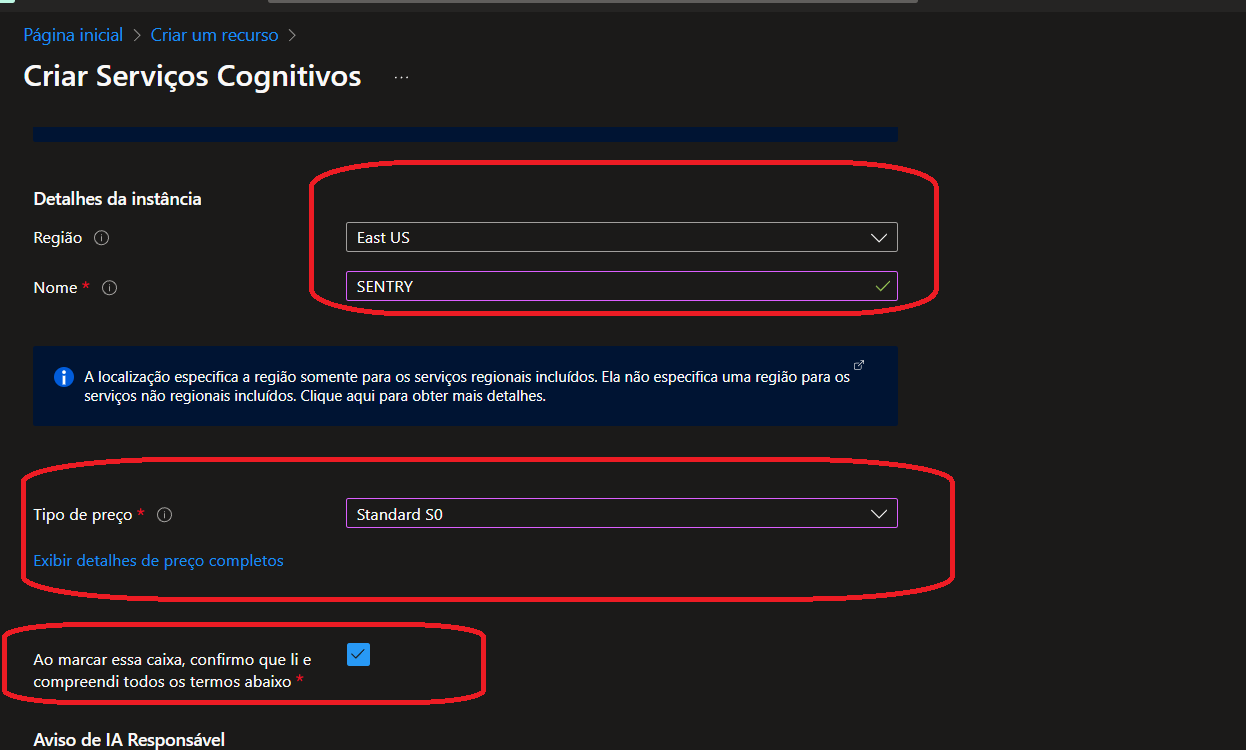 Página inicial > Criar um recurso >
Criar Serviços Cognitivos ...
Detalhes da instância
Região
East US
Nome *
SENTRY
A localização especifica a região somente para os serviços regionais incluídos. Ela não especifica uma região para os
serviços não regionais incluídos. Clique aqui para obter mais detalhes.
Tipo de preço *
Standard S0
Exibir detalhes de preço completos
Ao marcar essa caixa, confirmo que li e
compreendi todos os termos abaixo *
Aviso de IA Responsável